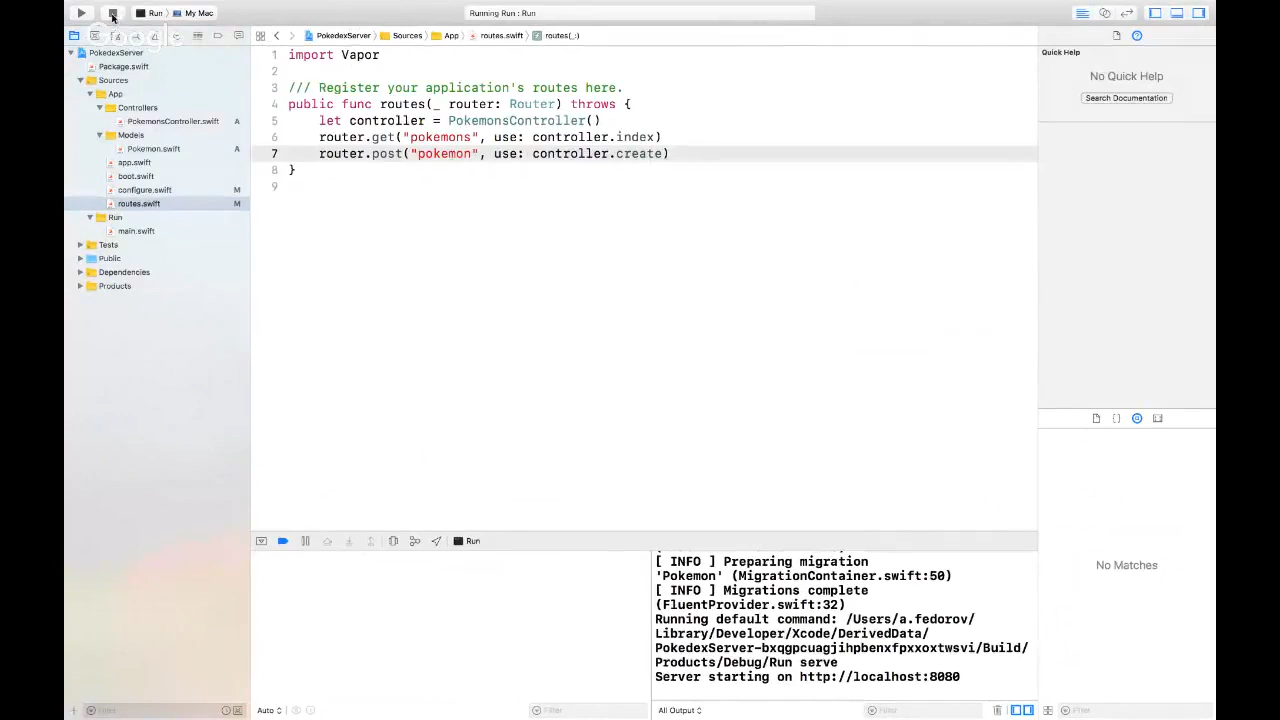 Run
My Mac
Running Run : Run
Google
PokedexServer
Sources
App
routes.swift
routes(_:)
PokedexServer
Package.swift
Sources
App
Controllers
PokemonsController.swift A
Models
Pokemon.swift A
app.swift
boot.swift
configure.swift M
routes.swift M
Run
main.swift
Tests
Public
Dependencies
Products
1 import Vapor
2
3 /// Register your application's routes here.
4 public func routes(_ router: Router) throws {
5 let controller = PokemonsController()
6 router.get("pokemons", use: controller.index)
7 router.post("pokemon", use: controller.create)
8 }
9
Quick Help
No Quick Help
Search Documentation
No Matches
Run
[ INFO ] Preparing migration
'Pokemon' (MigrationContainer.swift:50)
[ INFO ] Migrations complete
(FluentProvider.swift:32)
Running default command: /Users/a.fedorov/
Library/Developer/Xcode/DerivedData/
PokedexServer-bxqgpcuagjihpbenxfpxxoxtwsvi/Build/
Products/Debug/Run serve
Server starting on http://localhost:8080
Filter
Auto
Filter
All Output
Filter
Filter